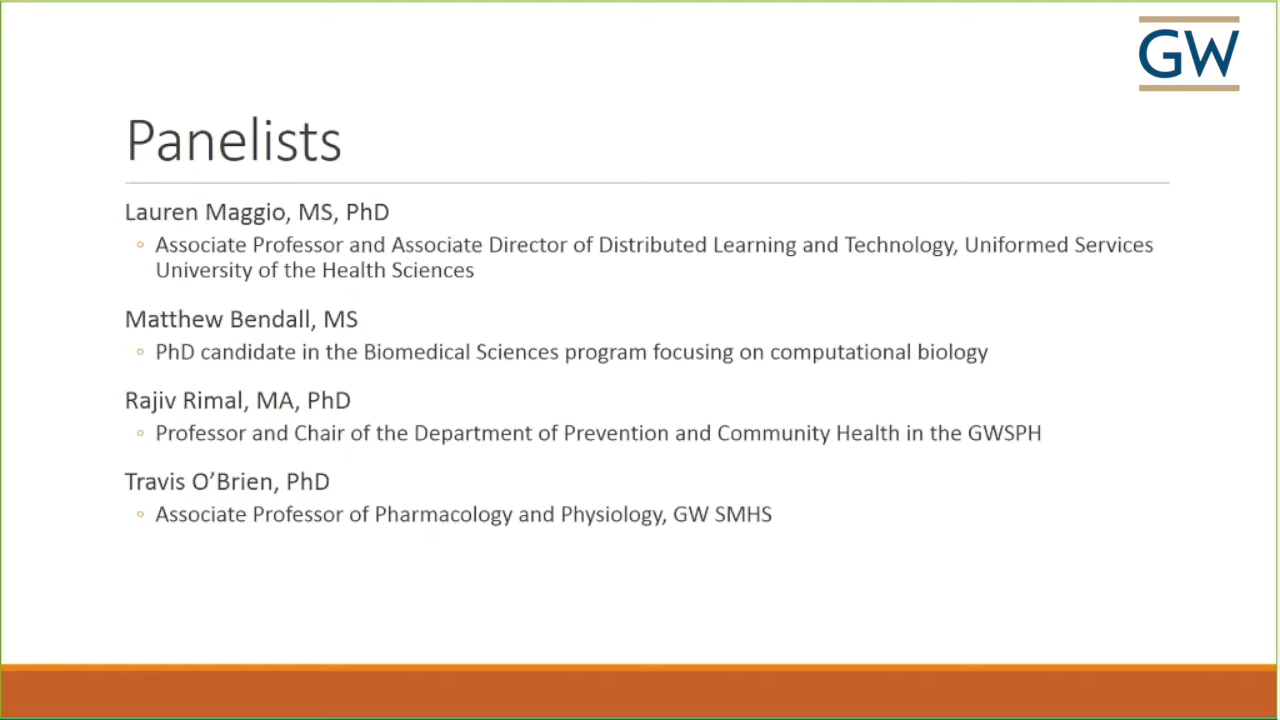 GW
Panelists
Lauren Maggio, MS, PhD
Associate Professor and Associate Director of Distributed Learning and Technology, Uniformed Services
University of the Health Sciences
Matthew Bendall, MS
PhD candidate in the Biomedical Sciences program focusing on computational biology
Rajiv Rimal, MA, PhD
Professor and Chair of the Department of Prevention and Community Health in the GWSPH
Travis O’Brien, PhD
Associate Professor of Pharmacology and Physiology, GW SMHS